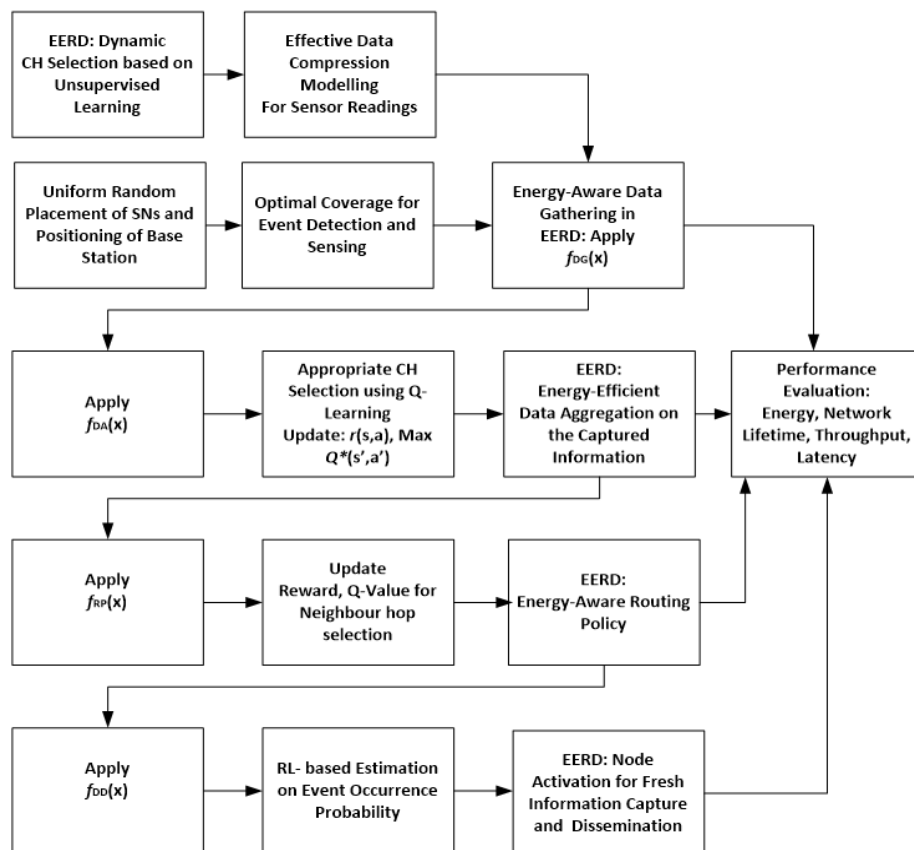 EERD: Dynamic
CH Selection based on
Unsupervised
Learning
Effective Data
Compression
Modelling
For Sensor Readings
Uniform Random
Placement of SNs and
Positioning of Base
Station
Optimal Coverage for
Event Detection and
Sensing
Energy-Aware Data
Gathering in
EERD: Apply
fDG(x)
Apply
fDA(x)
Appropriate CH
Selection using Q-
Learning
Update: r(s,a), Max
Q*(s',a')
EERD:
Energy-Efficient
Data Aggregation on
the Captured
Information
Performance
Evaluation:
Energy, Network
Lifetime, Throughput,
Latency
Apply
fRP(x)
Update
Reward, Q-Value for
Neighbour hop
selection
EERD:
Energy-Aware Routing
Policy
Apply
fDD(x)
RL- based Estimation
on Event Occurrence
Probability
EERD: Node
Activation for Fresh
Information Capture
and Dissemination